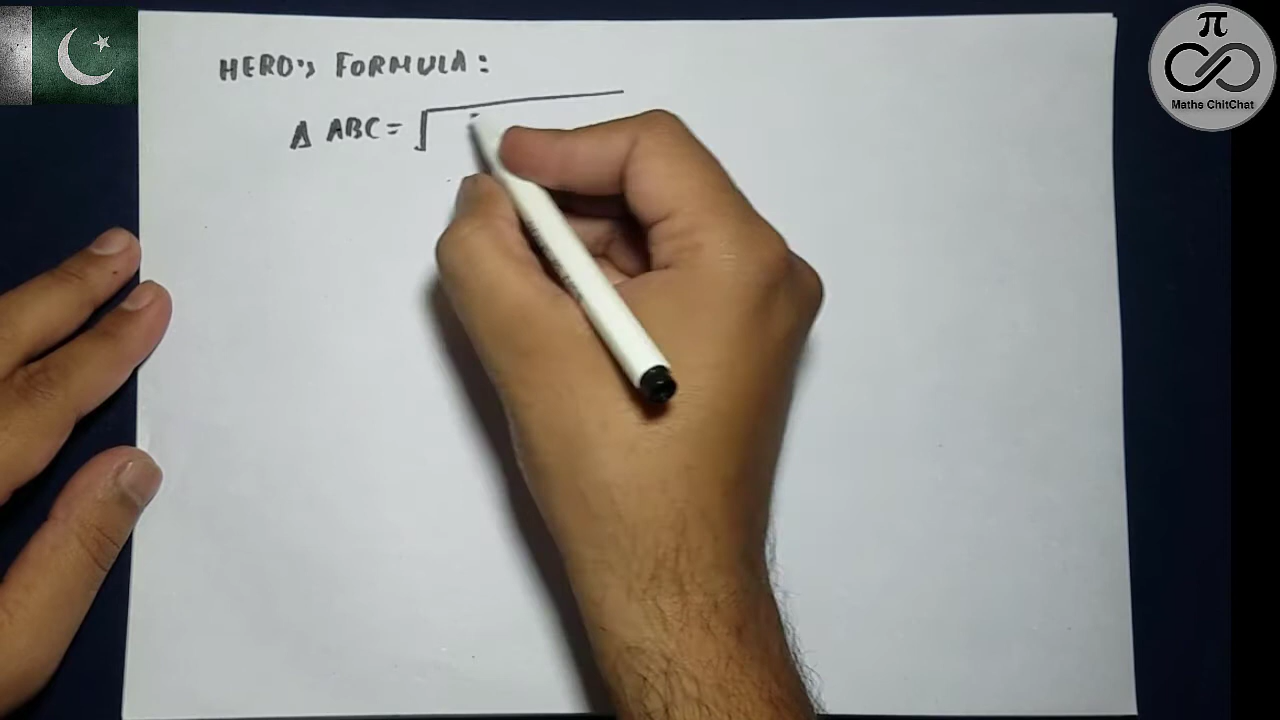 HERO's FORMULA:
Δ ABC = √
π
Maths ChitChat